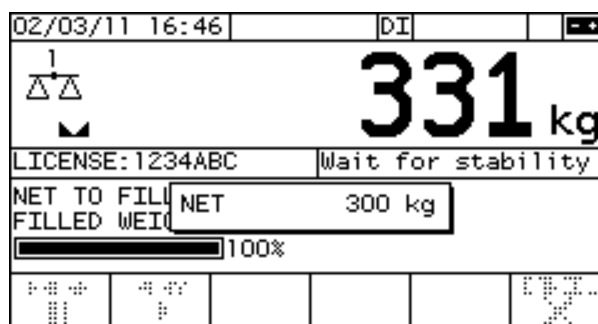 02/03/11 16:46 DI
1
331 kg
LICENSE:1234ABC Wait for stability
NET TO FILL
NET 300 kg
FILLED
100%